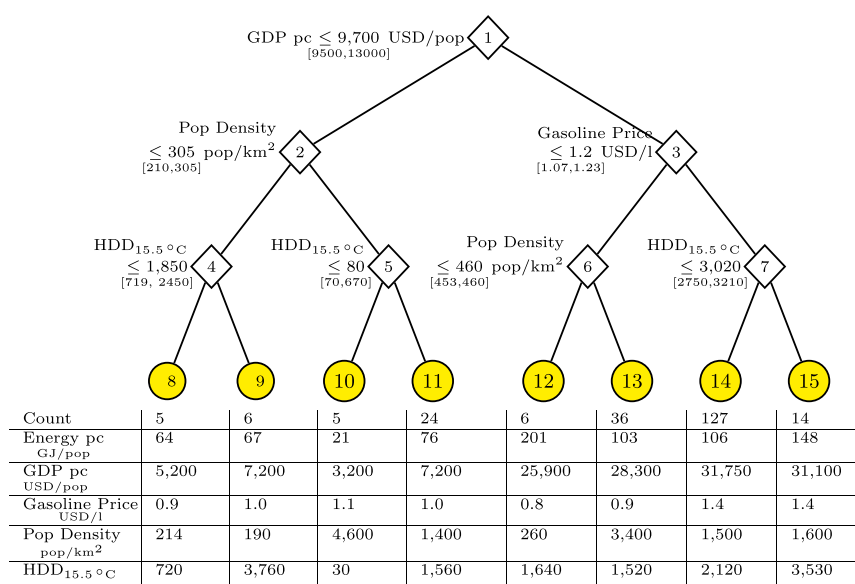 GDP pc ≤ 9,700 USD/pop 1
[9500,13000]
Pop Density
≤ 305 pop/km² 2
[210,305]
Gasoline Price
≤ 1.2 USD/l 3
[1.07,1.23]
HDD15.5°C
≤ 1,850 4
[719, 2450]
HDD15.5°C
≤ 80 5
[70,670]
Pop Density
≤ 460 pop/km² 6
[453,460]
HDD15.5°C
≤ 3,020 7
[2750,3210]
8 9 10 11 12 13 14 15
Count 5 6 5 24 6 36 127 14
Energy pc 64 67 21 76 201 103 106 148
GJ/pop
GDP pc 5,200 7,200 3,200 7,200 25,900 28,300 31,750 31,100
USD/pop
Gasoline Price 0.9 1.0 1.1 1.0 0.8 0.9 1.4 1.4
USD/l
Pop Density 214 190 4,600 1,400 260 3,400 1,500 1,600
pop/km²
HDD15.5°C 720 3,760 30 1,560 1,640 1,520 2,120 3,530